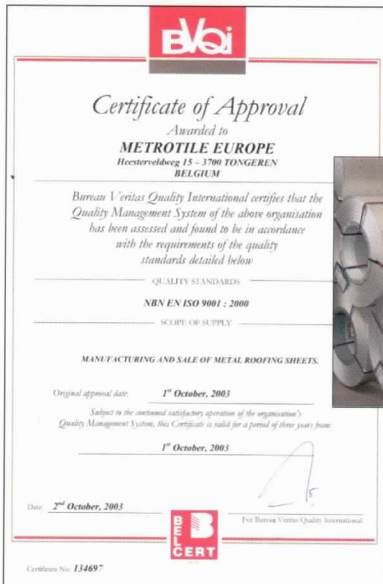 BVQi
Certificate of Approval
Awarded to
METROTILE EUROPE
Heesterveldweg 15 – 3700 TONGEREN
BELGIUM
Bureau Veritas Quality International certifies that the
Quality Management System of the above organisation
has been assessed and found to be in accordance
with the requirements of the quality
standards detailed below
QUALITY STANDARDS
NBN EN ISO 9001 : 2000
SCOPE OF SUPPLY
MANUFACTURING AND SALE OF METAL ROOFING SHEETS.
Original approval date: 1st October, 2003
Subject to the continued satisfactory operation of the organisation's
Quality Management System, this Certificate is valid for a period of three years from:
1st October, 2003
Date: 2nd October, 2003
For Bureau Veritas Quality International
BELCERT
Certificate No: 134697